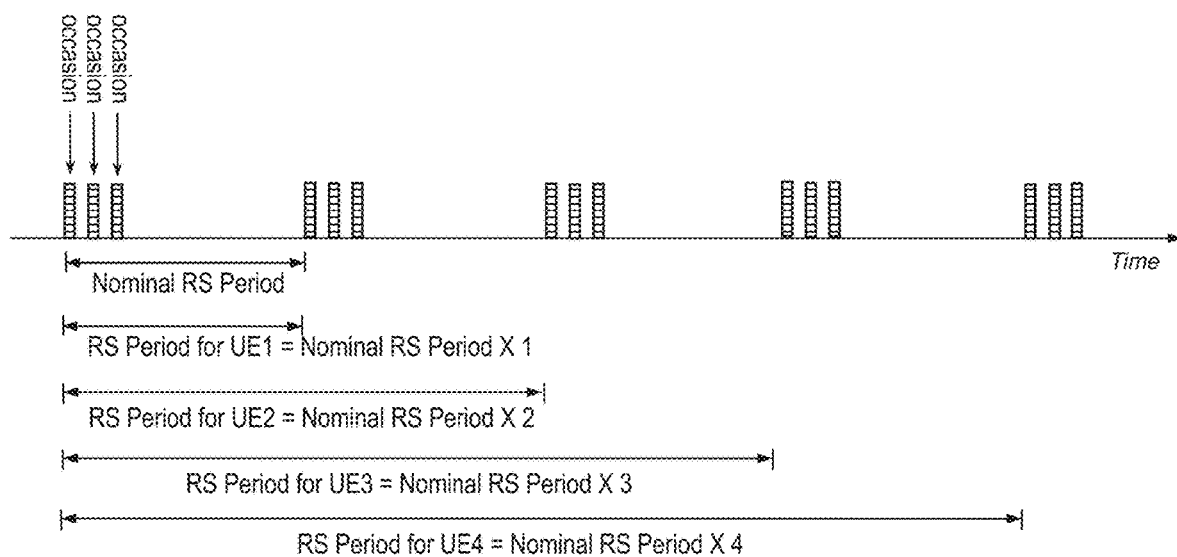 occasion
occasion
occasion
Time
Nominal RS Period
RS Period for UE1 = Nominal RS Period X 1
RS Period for UE2 = Nominal RS Period X 2
RS Period for UE3 = Nominal RS Period X 3
RS Period for UE4 = Nominal RS Period X 4